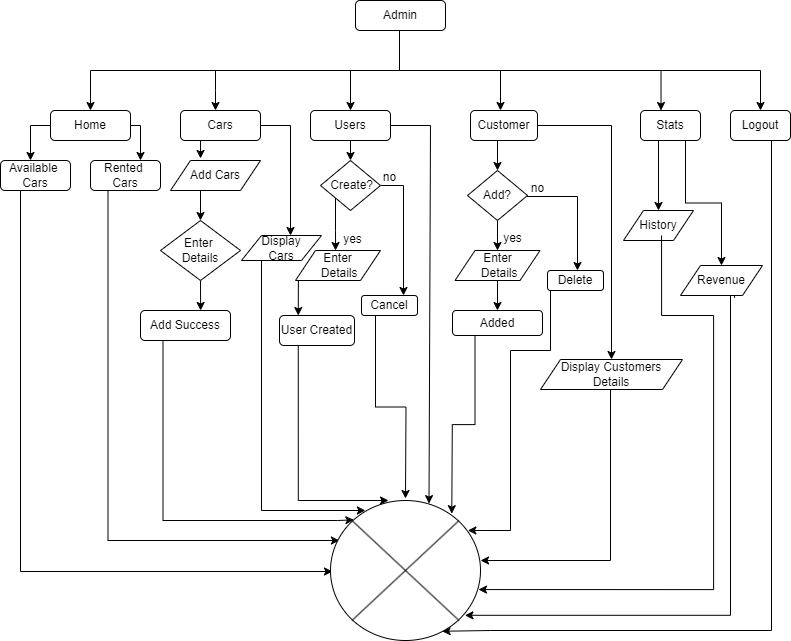 Admin
Home
Cars
Users
Customer
Stats
Logout
Available
Cars
Rented
Cars
Add Cars
Create?
no
Add?
no
Enter
Details
Display
Cars
yes
Enter
Details
yes
Enter
Details
History
Revenue
Delete
Cancel
Add Success
User Created
Added
Display Customers
Details